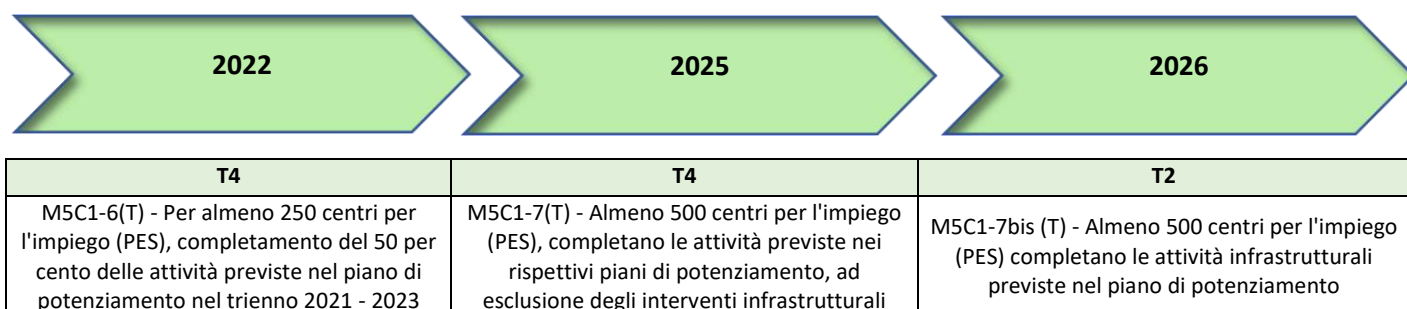 2022
2025
2026
T4
T4
T2
M5C1-6(T) - Per almeno 250 centri per
l'impiego (PES), completamento del 50 per
cento delle attività previste nel piano di
potenziamento nel trienno 2021 - 2023
M5C1-7(T) - Almeno 500 centri per l'impiego
(PES), completano le attività previste nei
rispettivi piani di potenziamento, ad
esclusione degli interventi infrastrutturali
M5C1-7bis (T) - Almeno 500 centri per l'impiego
(PES) completano le attività infrastrutturali
previste nel piano di potenziamento